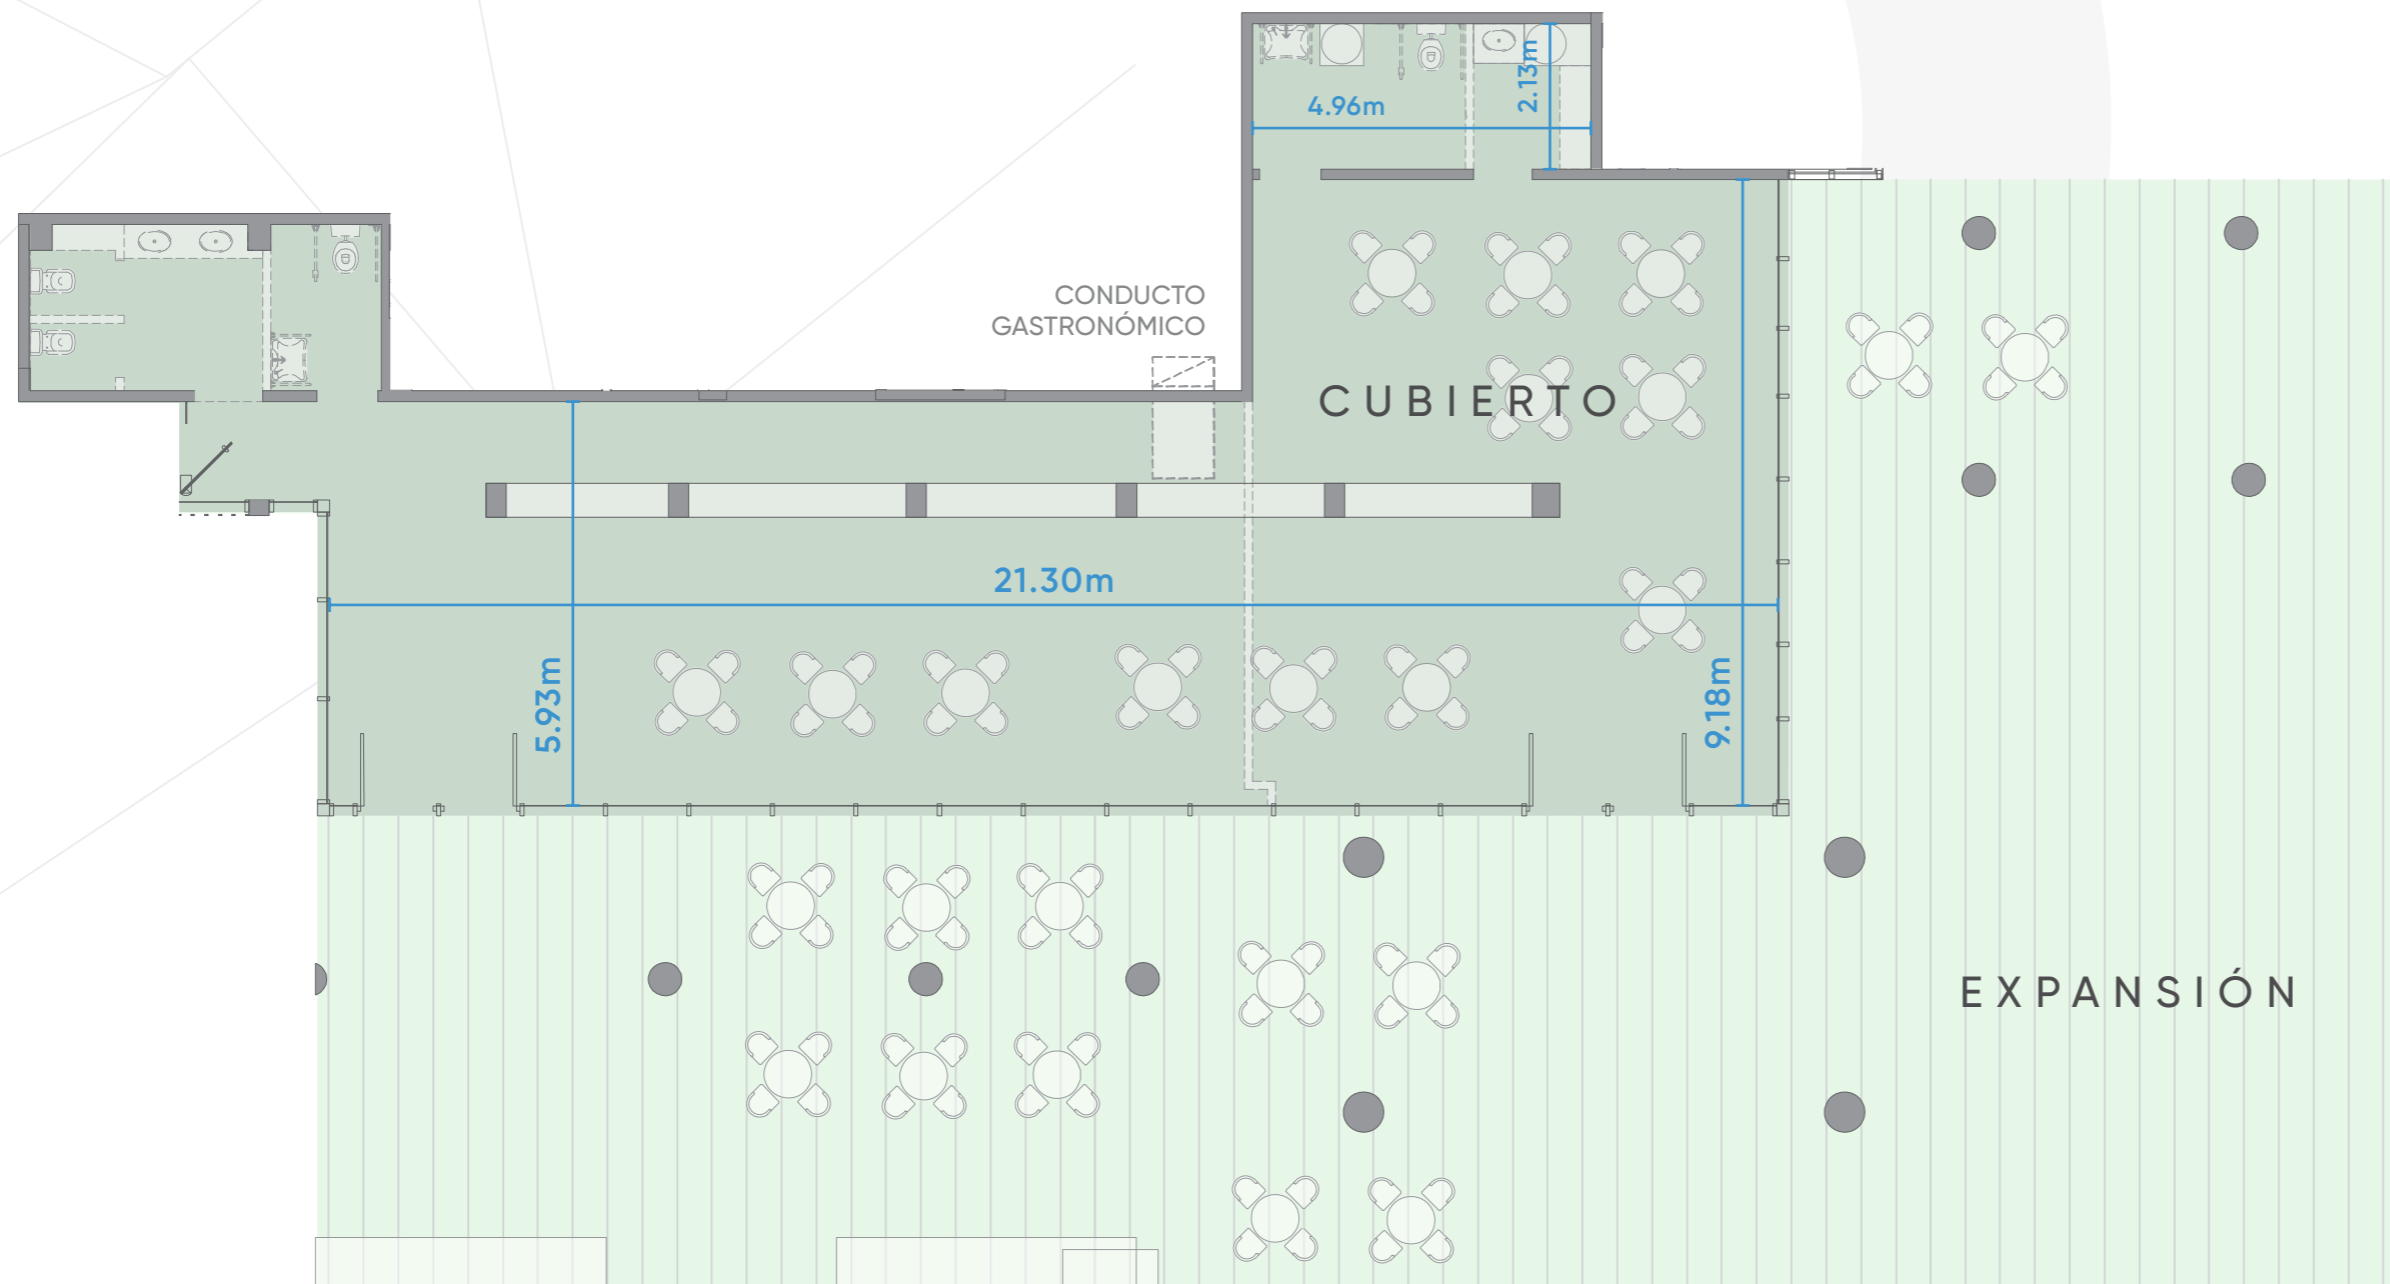 4.96m
2.13m
CONDUCTO
GASTRONÓMICO
CUBIERTO
21.30m
5.93m
9.18m
EXPANSIÓN